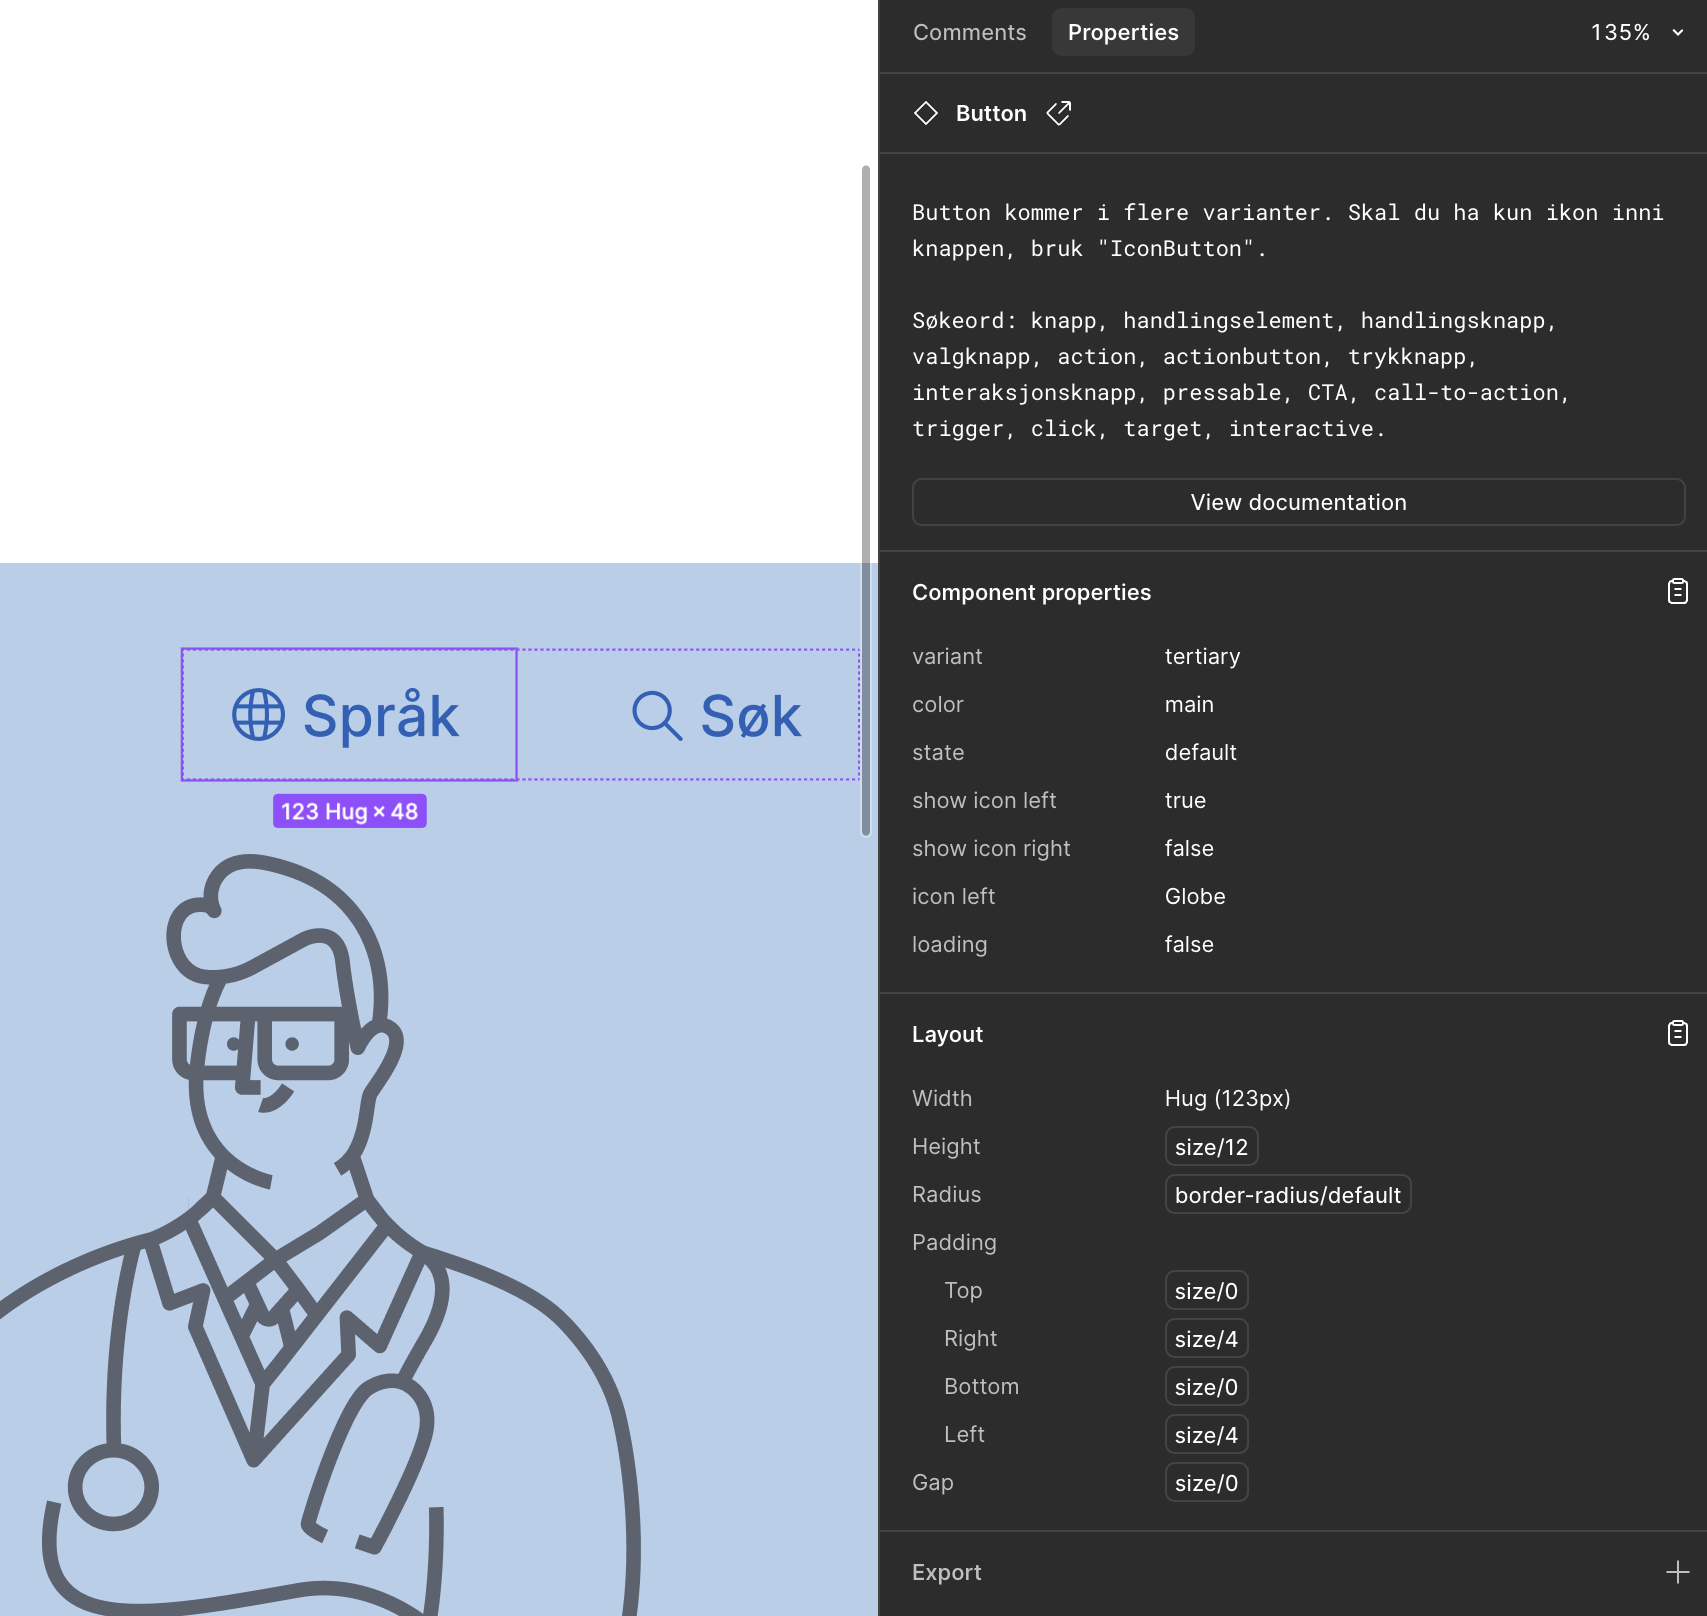 Comments Properties 135%
Button
Button kommer i flere varianter. Skal du ha kun ikon inni
knappen, bruk "IconButton".
Søkeord: knapp, handlingselement, handlingsknapp,
valgknapp, action, actionbutton, trykknapp,
interaksjonsknapp, pressable, CTA, call-to-action,
trigger, click, target, interactive.
View documentation
Component properties
variant tertiary
color main
state default
show icon left true
show icon right false
icon left Globe
loading false
Layout
Width Hug (123px)
Height size/12
Radius border-radius/default
Padding
Top size/0
Right size/4
Bottom size/0
Left size/4
Gap size/0
Export
Språk Søk
123 Hug × 48